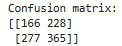 Confusion matrix:
[[166 228]
 [277 365]]